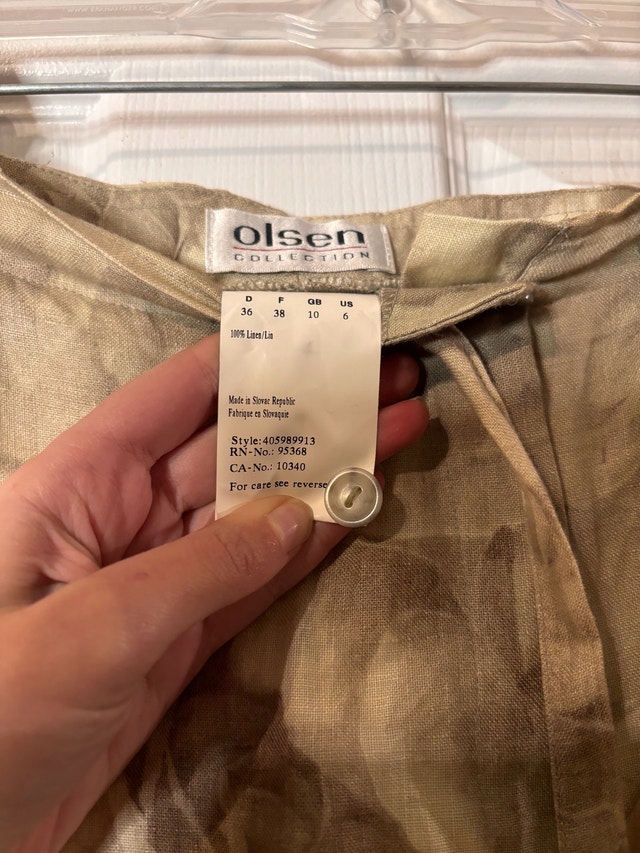 olsen
COLLECTION
D F GB US
36 38 10 6
100% Linen/Lin
Made in Slovac Republic
Fabrique en Slovaquie
Style:405989913
RN-No.: 95368
CA-No.: 10340
For care see reverse